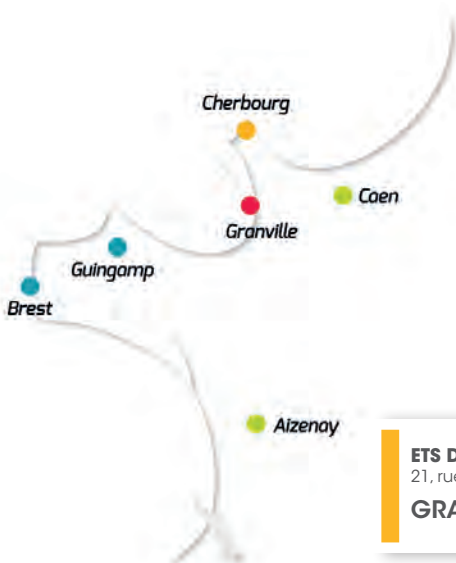 Cherbourg
Caen
Granville
Guingamp
Brest
Aizenay
ETS D
21, rue
GRA